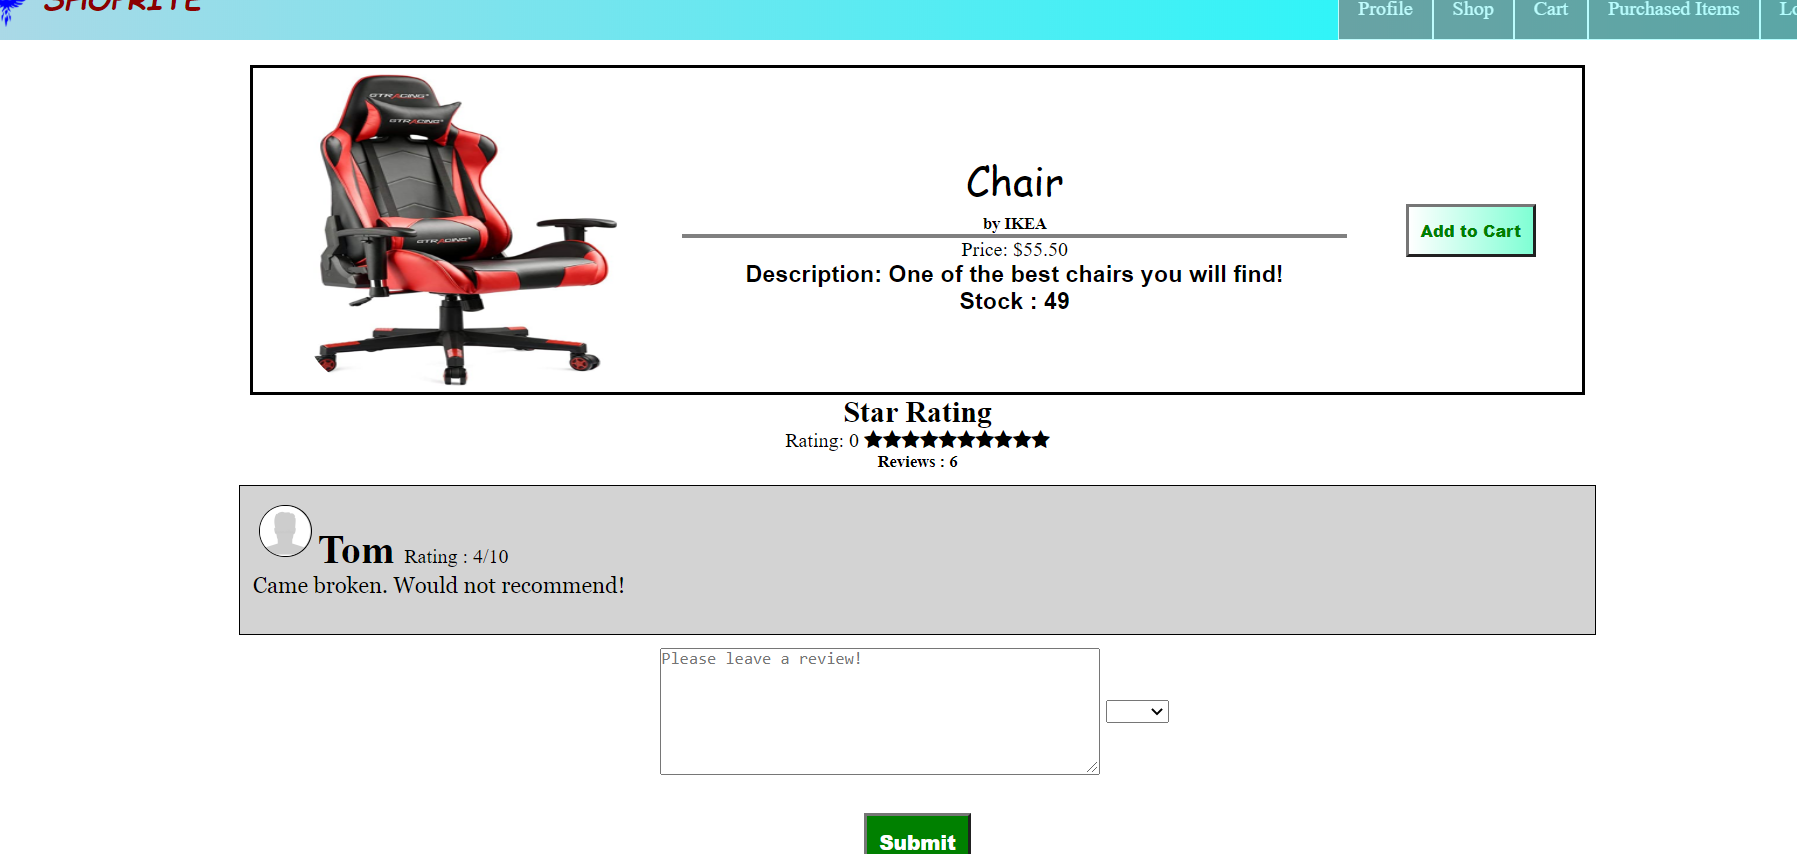 SHOPRITE
Profile
Shop
Cart
Purchased Items
GTRACING
GTRACING
GTRACING
Chair
by IKEA
Price: $55.50
Description: One of the best chairs you will find!
Stock : 49
Add to Cart
Star Rating
Rating: 0 ★★★★★★★★★★
Reviews : 6
Tom Rating : 4/10
Came broken. Would not recommend!
Please leave a review!
Submit